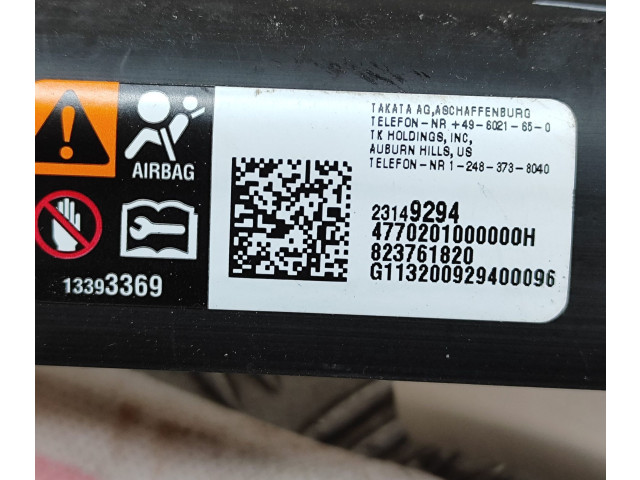 AIRBAG
13393369
TAKATA AG,ASCHAFFENBURG
TELEFON-NR +49-6021-65-0
TK HOLDINGS, INC,
AUBURN HILLS, US
TELEFON-NR 1-248-373-8040
23149294
4770201000000H
823761820
G113200929400096